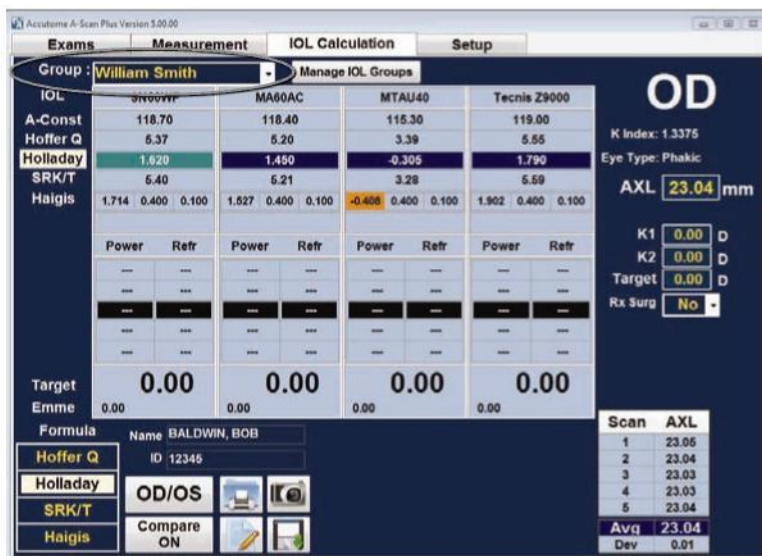 Accutome A-Scan Plus Version 5.00.00
Exams Measurement IOL Calculation Setup
Group : William Smith Manage IOL Groups
OD
IOL SN60WF MA60AC MTAU40 Tecnis Z9000
A-Const 118.70 118.40 115.30 119.00
K Index: 1.3375
Hoffer Q 5.37 5.20 3.39 5.55
Holladay 1.620 1.450 -0.305 1.790
Eye Type: Phakic
SRK/T 5.40 5.21 3.28 5.59
AXL 23.04 mm
Haigis 1.714 0.400 0.100 1.527 0.400 0.100 -0.408 0.400 0.100 1.902 0.400 0.100
K1 0.00 D
Power Refr Power Refr Power Refr Power Refr
K2 0.00 D
--- --- --- --- --- --- --- ---
Target 0.00 D
--- --- --- --- --- --- --- ---
Rx Surg No
--- --- --- --- --- --- --- ---
--- --- --- --- --- --- --- ---
--- --- --- --- --- --- --- ---
Target 0.00 0.00 0.00 0.00
Emme 0.00 0.00 0.00 0.00
Formula
Name BALDWIN, BOB
Hoffer Q
ID 12345
Holladay
OD/OS
SRK/T
Compare
ON
Haigis
Scan AXL
1 23.05
2 23.04
3 23.03
4 23.03
5 23.04
Avg 23.04
Dev 0.01